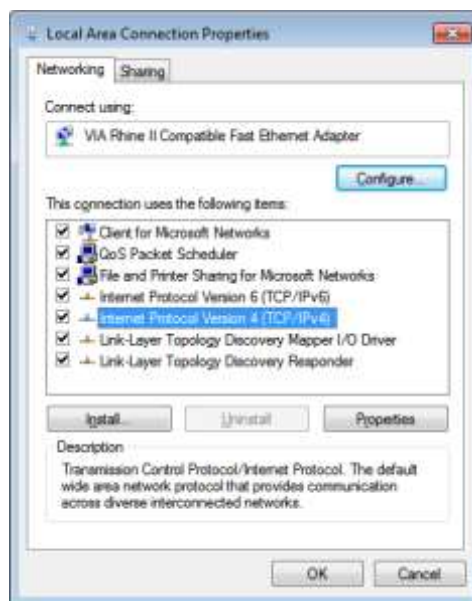 Local Area Connection Properties
Networking
Sharing
Connect using:
VIA Rhine II Compatible Fast Ethernet Adapter
Configure...
This connection uses the following items:
Client for Microsoft Networks
QoS Packet Scheduler
File and Printer Sharing for Microsoft Networks
Internet Protocol Version 6 (TCP/IPv6)
Internet Protocol Version 4 (TCP/IPv4)
Link-Layer Topology Discovery Mapper I/O Driver
Link-Layer Topology Discovery Responder
Install...
Uninstall
Properties
Description
Transmission Control Protocol/Internet Protocol. The default
wide area network protocol that provides communication
across diverse interconnected networks.
OK
Cancel